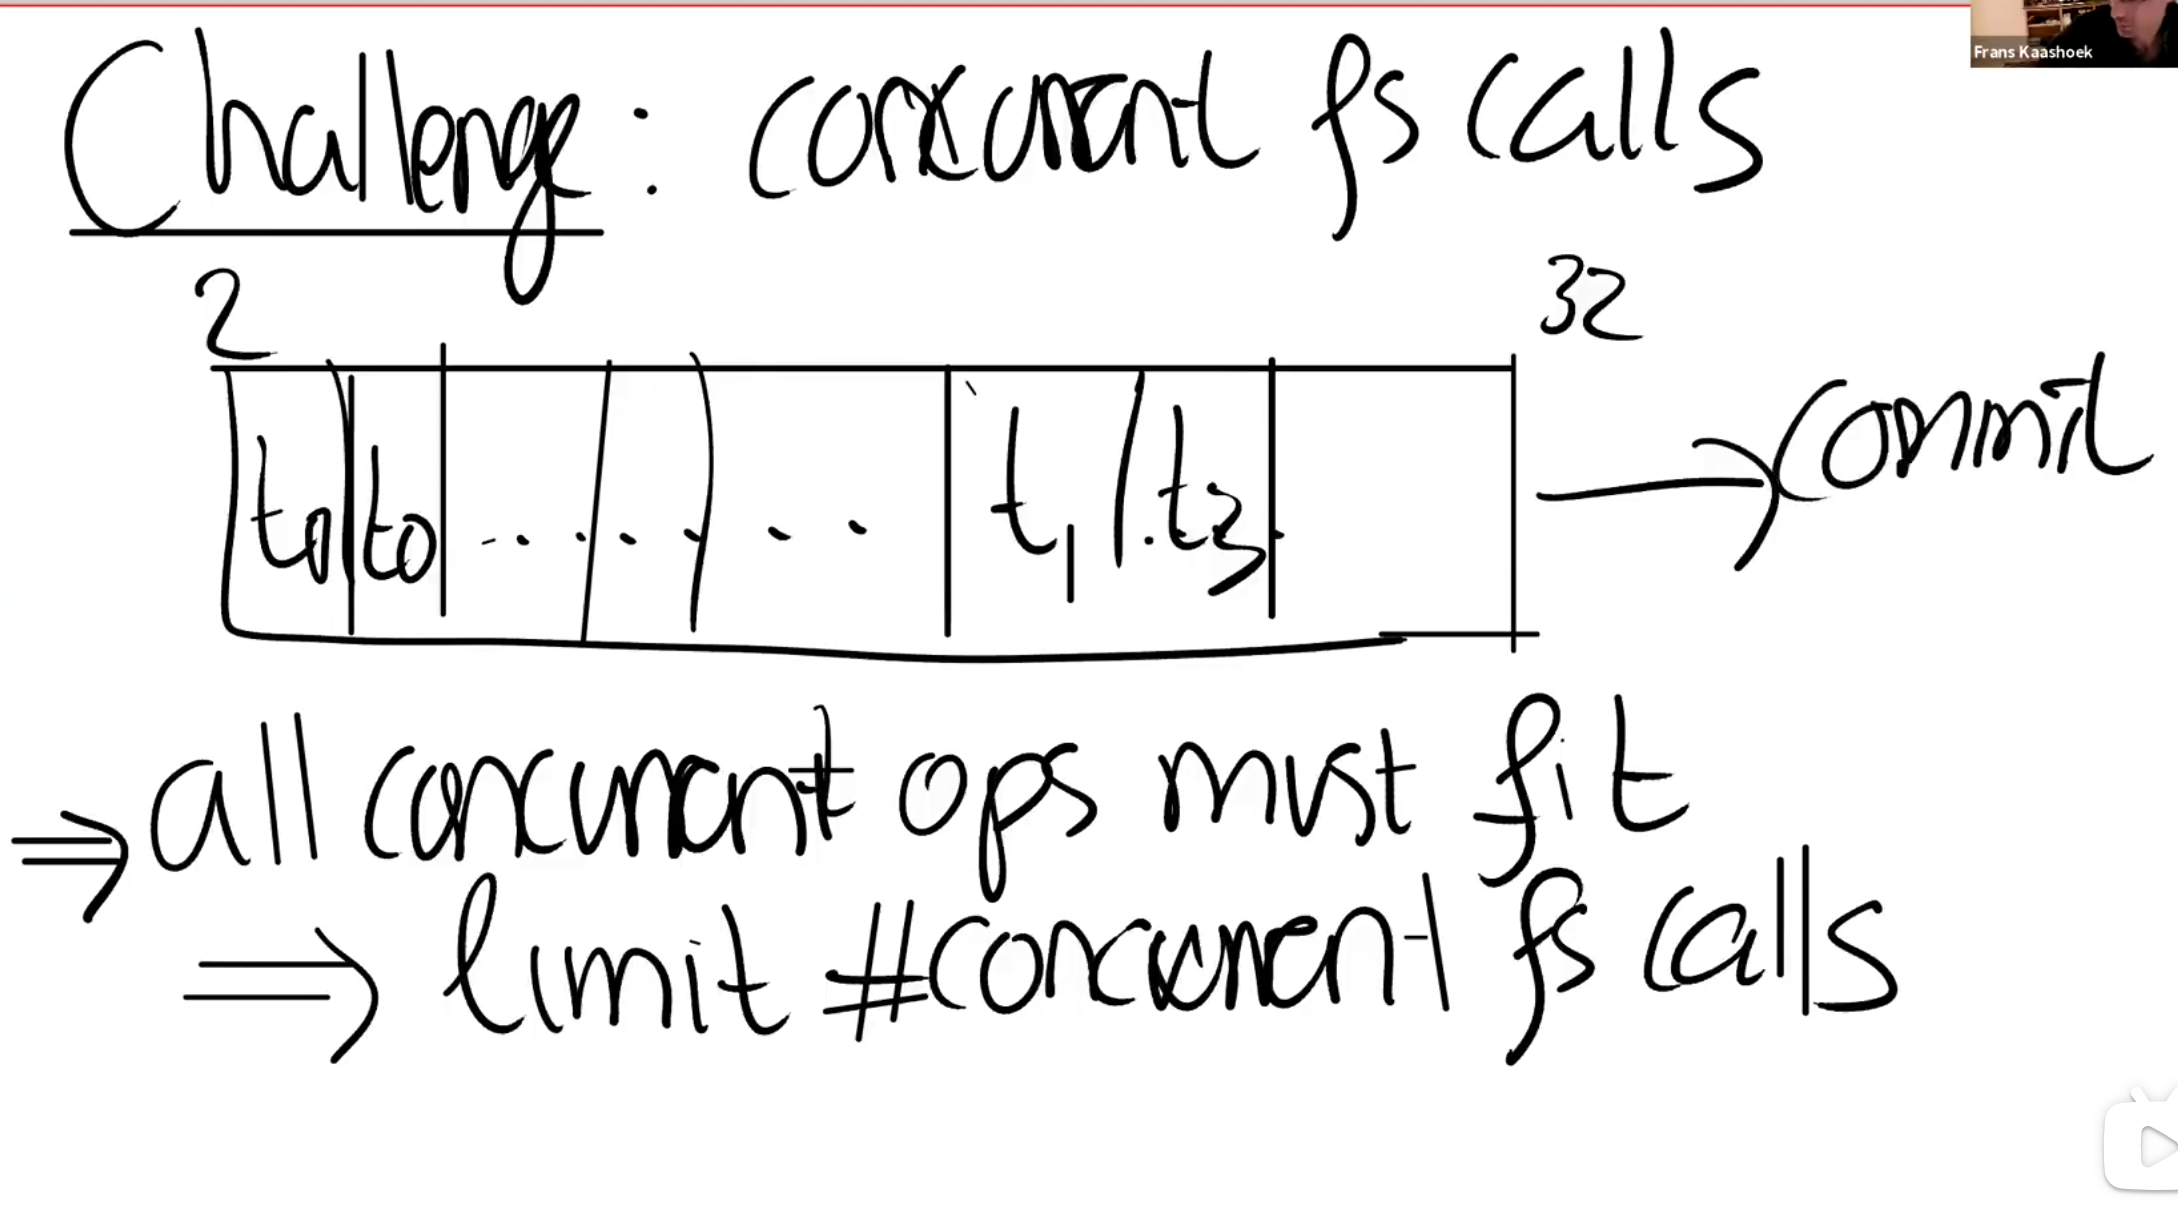 Frans Kaashoek
Challenge: concurrent fs calls
2 32
t0 t0 ..... .. t1 . t3 . commit
⇒ all concurrent ops must fit
⇒ limit #concurrent fs calls